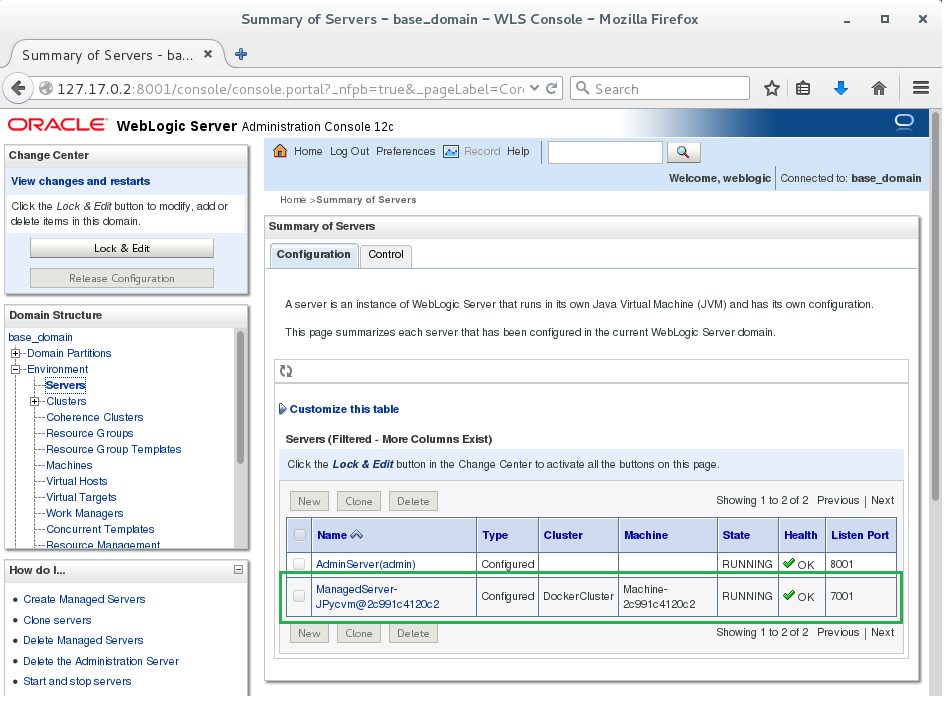 Summary of Servers - base_domain - WLS Console - Mozilla Firefox
Summary of Servers - ba...
127.17.0.2:8001/console/console.portal?_nfpb=true&_pageLabel=Cor
Search
ORACLE WebLogic Server Administration Console 12c
Change Center
View changes and restarts
Click the Lock & Edit button to modify, add or
delete items in this domain.
Lock & Edit
Release Configuration
Domain Structure
base_domain
Domain Partitions
Environment
Servers
Clusters
Coherence Clusters
Resource Groups
Resource Group Templates
Machines
Virtual Hosts
Virtual Targets
Work Managers
Concurrent Templates
Resource Management
How do I...
Create Managed Servers
Clone servers
Delete Managed Servers
Delete the Administration Server
Start and stop servers
Home Log Out Preferences Record Help
Welcome, weblogic Connected to: base_domain
Home >Summary of Servers
Summary of Servers
Configuration Control
A server is an instance of WebLogic Server that runs in its own Java Virtual Machine (JVM) and has its own configuration.
This page summarizes each server that has been configured in the current WebLogic Server domain.
Customize this table
Servers (Filtered - More Columns Exist)
Click the Lock & Edit button in the Change Center to activate all the buttons on this page.
New Clone Delete Showing 1 to 2 of 2 Previous | Next
Name Type Cluster Machine State Health Listen Port
AdminServer(admin) Configured RUNNING OK 8001
ManagedServer-
JPycvm@2c991c4120c2 Configured DockerCluster Machine-
2c991c4120c2 RUNNING OK 7001
New Clone Delete Showing 1 to 2 of 2 Previous | Next